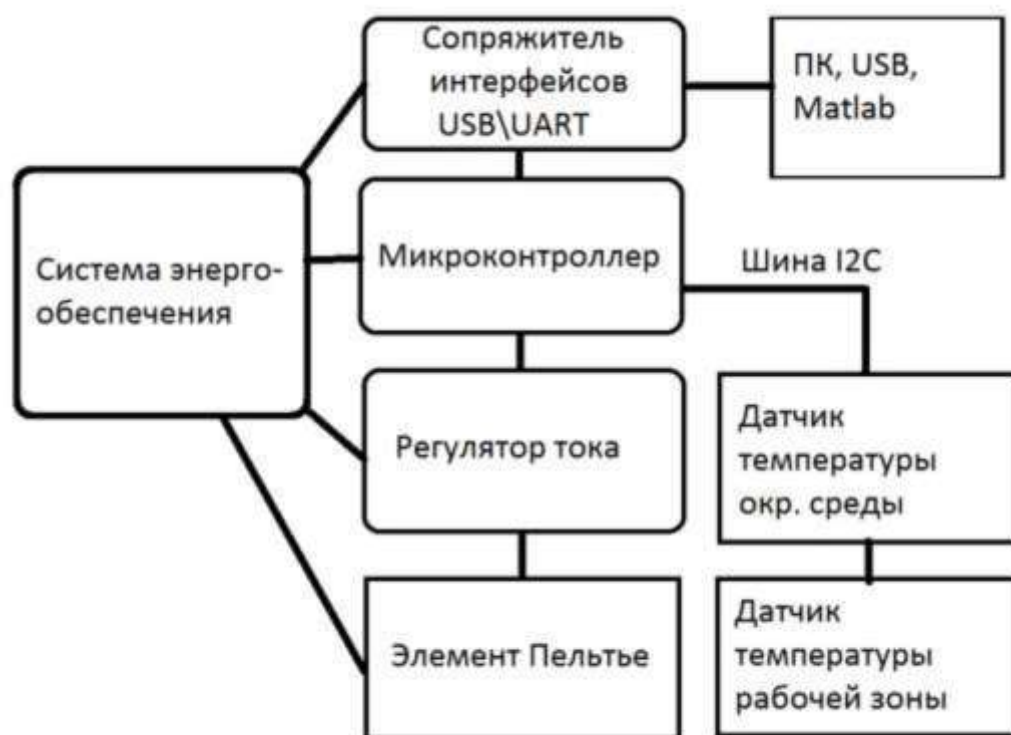 Сопряжитель
интерфейсов
USB\UART
ПК, USB,
Matlab
Система энерго-
обеспечения
Микроконтроллер
Шина I2C
Регулятор тока
Датчик
температуры
окр. среды
Элемент Пельтье
Датчик
температуры
рабочей зоны